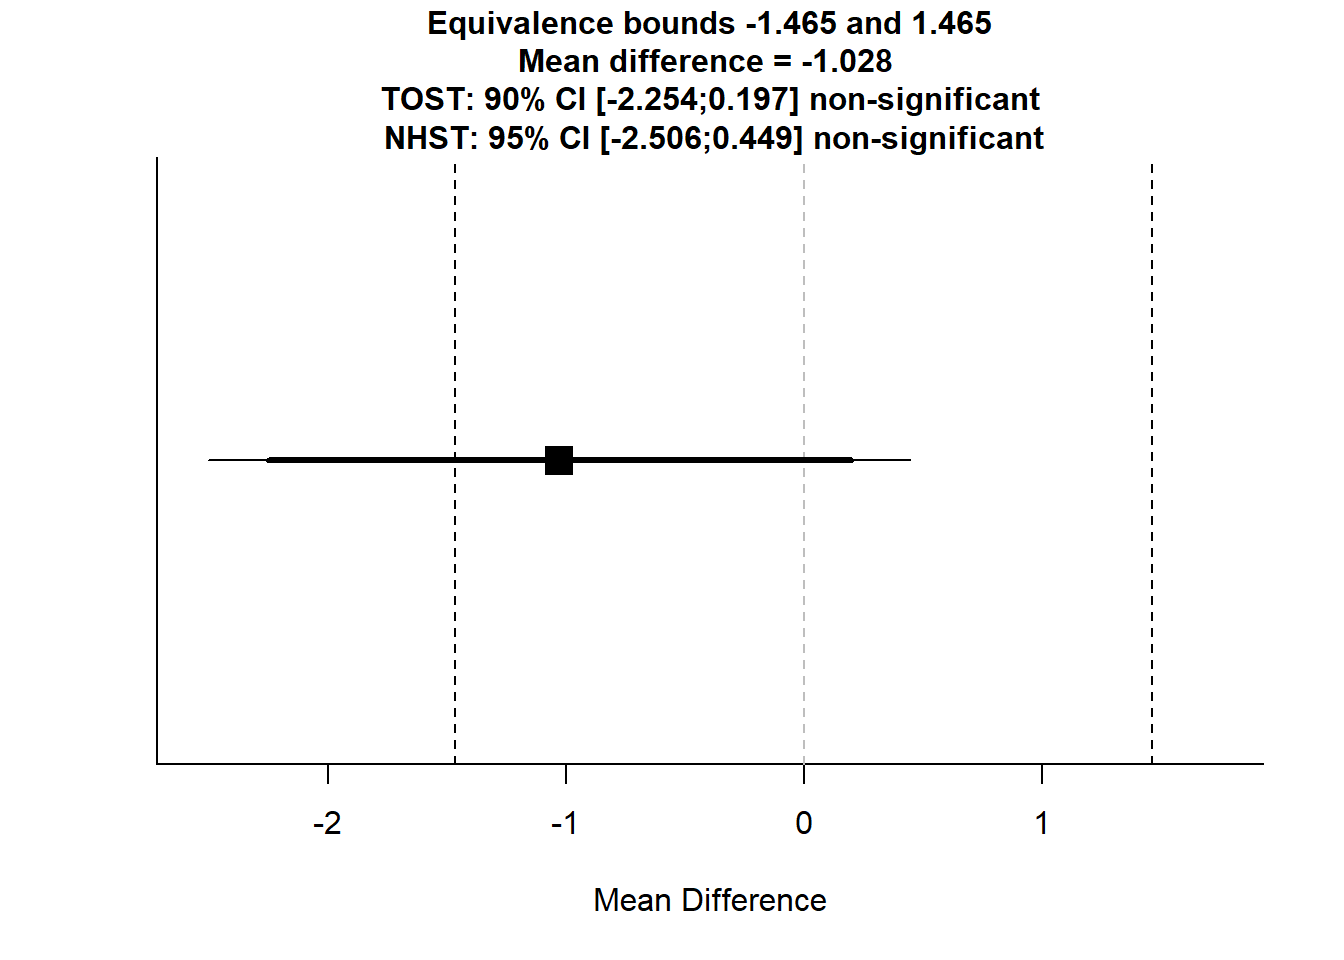 Equivalence bounds -1.465 and 1.465
Mean difference = -1.028
TOST: 90% CI [-2.254;0.197] non-significant
NHST: 95% CI [-2.506;0.449] non-significant
-2 -1 0 1
Mean Difference